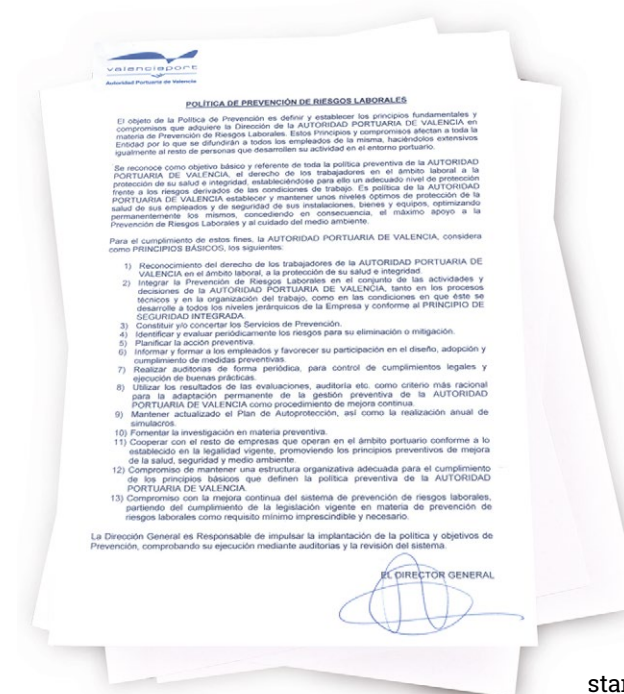 valenciaport
Autoridad Portuaria de Valencia
POLÍTICA DE PREVENCIÓN DE RIESGOS LABORALES
El objeto de la Política de Prevención es definir y establecer los principios fundamentales y
compromisos que adquiere la Dirección de la AUTORIDAD PORTUARIA DE VALENCIA en
materia de Prevención de Riesgos Laborales. Estos Principios y compromisos afectan a toda la
Entidad por lo que se difundirán a todos los empleados de la misma, haciéndolos extensivos
igualmente al resto de personas que desarrollen su actividad en el entorno portuario.
Se reconoce como objetivo básico y referente de toda la política preventiva de la AUTORIDAD
PORTUARIA DE VALENCIA, el derecho de los trabajadores en el ámbito laboral a la
protección de su salud e integridad, estableciéndose para ello un adecuado nivel de protección
frente a los riesgos derivados de las condiciones de trabajo. Es política de la AUTORIDAD
PORTUARIA DE VALENCIA establecer y mantener unos niveles óptimos de protección de la
salud de sus empleados y de seguridad de sus instalaciones, bienes y equipos, optimizando
permanentemente los mismos, concediendo en consecuencia, el máximo apoyo a la
Prevención de Riesgos Laborales y al cuidado del medio ambiente.
Para el cumplimiento de estos fines, la AUTORIDAD PORTUARIA DE VALENCIA, considera
como PRINCIPIOS BÁSICOS, los siguientes:
1) Reconocimiento del derecho de los trabajadores de la AUTORIDAD PORTUARIA DE
VALENCIA en el ámbito laboral, a la protección de su salud e integridad.
2) Integrar la Prevención de Riesgos Laborales en el conjunto de las actividades y
decisiones de la AUTORIDAD PORTUARIA DE VALENCIA, tanto en los procesos
técnicos y en la organización del trabajo, como en las condiciones en que éste se
desarrolle a todos los niveles jerárquicos de la Empresa y conforme al PRINCIPIO DE
SEGURIDAD INTEGRADA.
3) Constituir y/o concertar los Servicios de Prevención.
4) Identificar y evaluar periódicamente los riesgos para su eliminación o mitigación.
5) Planificar la acción preventiva.
6) Informar y formar a los empleados y favorecer su participación en el diseño, adopción y
cumplimiento de medidas preventivas.
7) Realizar auditorias de forma periódica, para control de cumplimientos legales y
ejecución de buenas prácticas.
8) Utilizar los resultados de las evaluaciones, auditoría etc. como criterio más racional
para la adaptación permanente de la gestión preventiva de la AUTORIDAD
PORTUARIA DE VALENCIA como procedimiento de mejora continua.
9) Mantener actualizado el Plan de Autoprotección, así como la realización anual de
simulacros.
10) Fomentar la investigación en materia preventiva.
11) Cooperar con el resto de empresas que operan en el ámbito portuario conforme a lo
establecido en la legalidad vigente, promoviendo los principios preventivos de mejora
de la salud, seguridad y medio ambiente.
12) Compromiso de mantener una estructura organizativa adecuada para el cumplimiento
de los principios básicos que definen la política preventiva de la AUTORIDAD
PORTUARIA DE VALENCIA.
13) Compromiso con la mejora continua del sistema de prevención de riesgos laborales,
partiendo del cumplimiento de la legislación vigente en materia de prevención de
riesgos laborales como requisito mínimo imprescindible y necesario.
La Dirección General es Responsable de impulsar la implantación de la política y objetivos de
Prevención, comprobando su ejecución mediante auditorias y la revisión del sistema.
EL DIRECTOR GENERAL